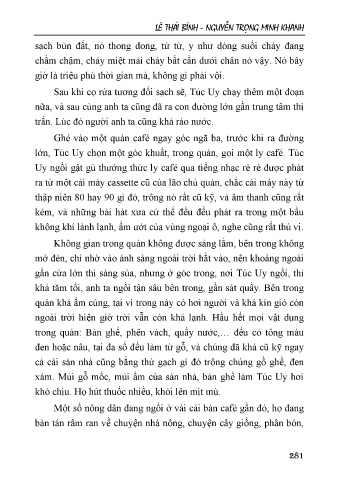 LÊ THÁI BÌNH - NGUYỄN TRỌNG MINH KHANH
sạch bùn đất, nó thong dong, từ từ, y như dòng suối chảy đang
chầm chậm, chảy miệt mài chảy bất cần dưới chân nó vậy. Nó bây
giờ là triệu phú thời gian mà, không gì phải vội.
Sau khi cọ rửa tương đối sạch sẽ, Túc Uy chạy thêm một đoạn
nữa, và sau cùng anh ta cũng đã ra con đường lớn gần trung tâm thị
trấn. Lúc đó người anh ta cũng khá ráo nước.
Ghé vào một quán café ngay góc ngã ba, trước khi ra đường
lớn, Túc Uy chọn một góc khuất, trong quán, gọi một ly café. Túc
Uy ngồi gật gù thưởng thức ly café qua tiếng nhạc rè rè được phát
ra từ một cái máy cassette cũ của lão chủ quán, chắc cái máy này từ
thập niên 80 hay 90 gì đó, trông nó rất cũ kỹ, và âm thanh cũng rất
kém, và những bài hát xưa cứ thế đều đều phát ra trong một bầu
không khí lành lạnh, ẩm ướt của vùng ngoại ô, nghe cũng rất thú vị.
Không gian trong quán không được sáng lắm, bên trong không
mở đèn, chỉ nhờ vào ánh sáng ngoài trời hắt vào, nên khoảng ngoài
gần cửa lớn thì sáng sủa, nhưng ở góc trong, nơi Túc Uy ngồi, thì
khá tăm tối, anh ta ngồi tận sâu bên trong, gần sát quầy. Bên trong
quán khá ấm cúng, tại vì trong này có hơi người và khá kín gió còn
ngoài trời hiện giờ trời vẫn còn khá lạnh. Hầu hết mọi vật dụng
trong quán: Bàn ghế, phên vách, quầy nước,… đều có tông màu
đen hoặc nâu, tại đa số đều làm từ gỗ, và chúng đã khá cũ kỹ ngay
cả cái sàn nhà cũng bằng thứ gạch gì đó trông chúng gồ ghề, đen
xám. Mùi gỗ mốc, mùi ẩm của sàn nhà, bàn ghế làm Túc Uy hơi
khó chịu. Họ hút thuốc nhiều, khói lên mịt mù.
Một số nông dân đang ngồi ở vài cái bàn café gần đó, họ đang
bàn tán râm ran về chuyện nhà nông, chuyện cây giống, phân bón,
281